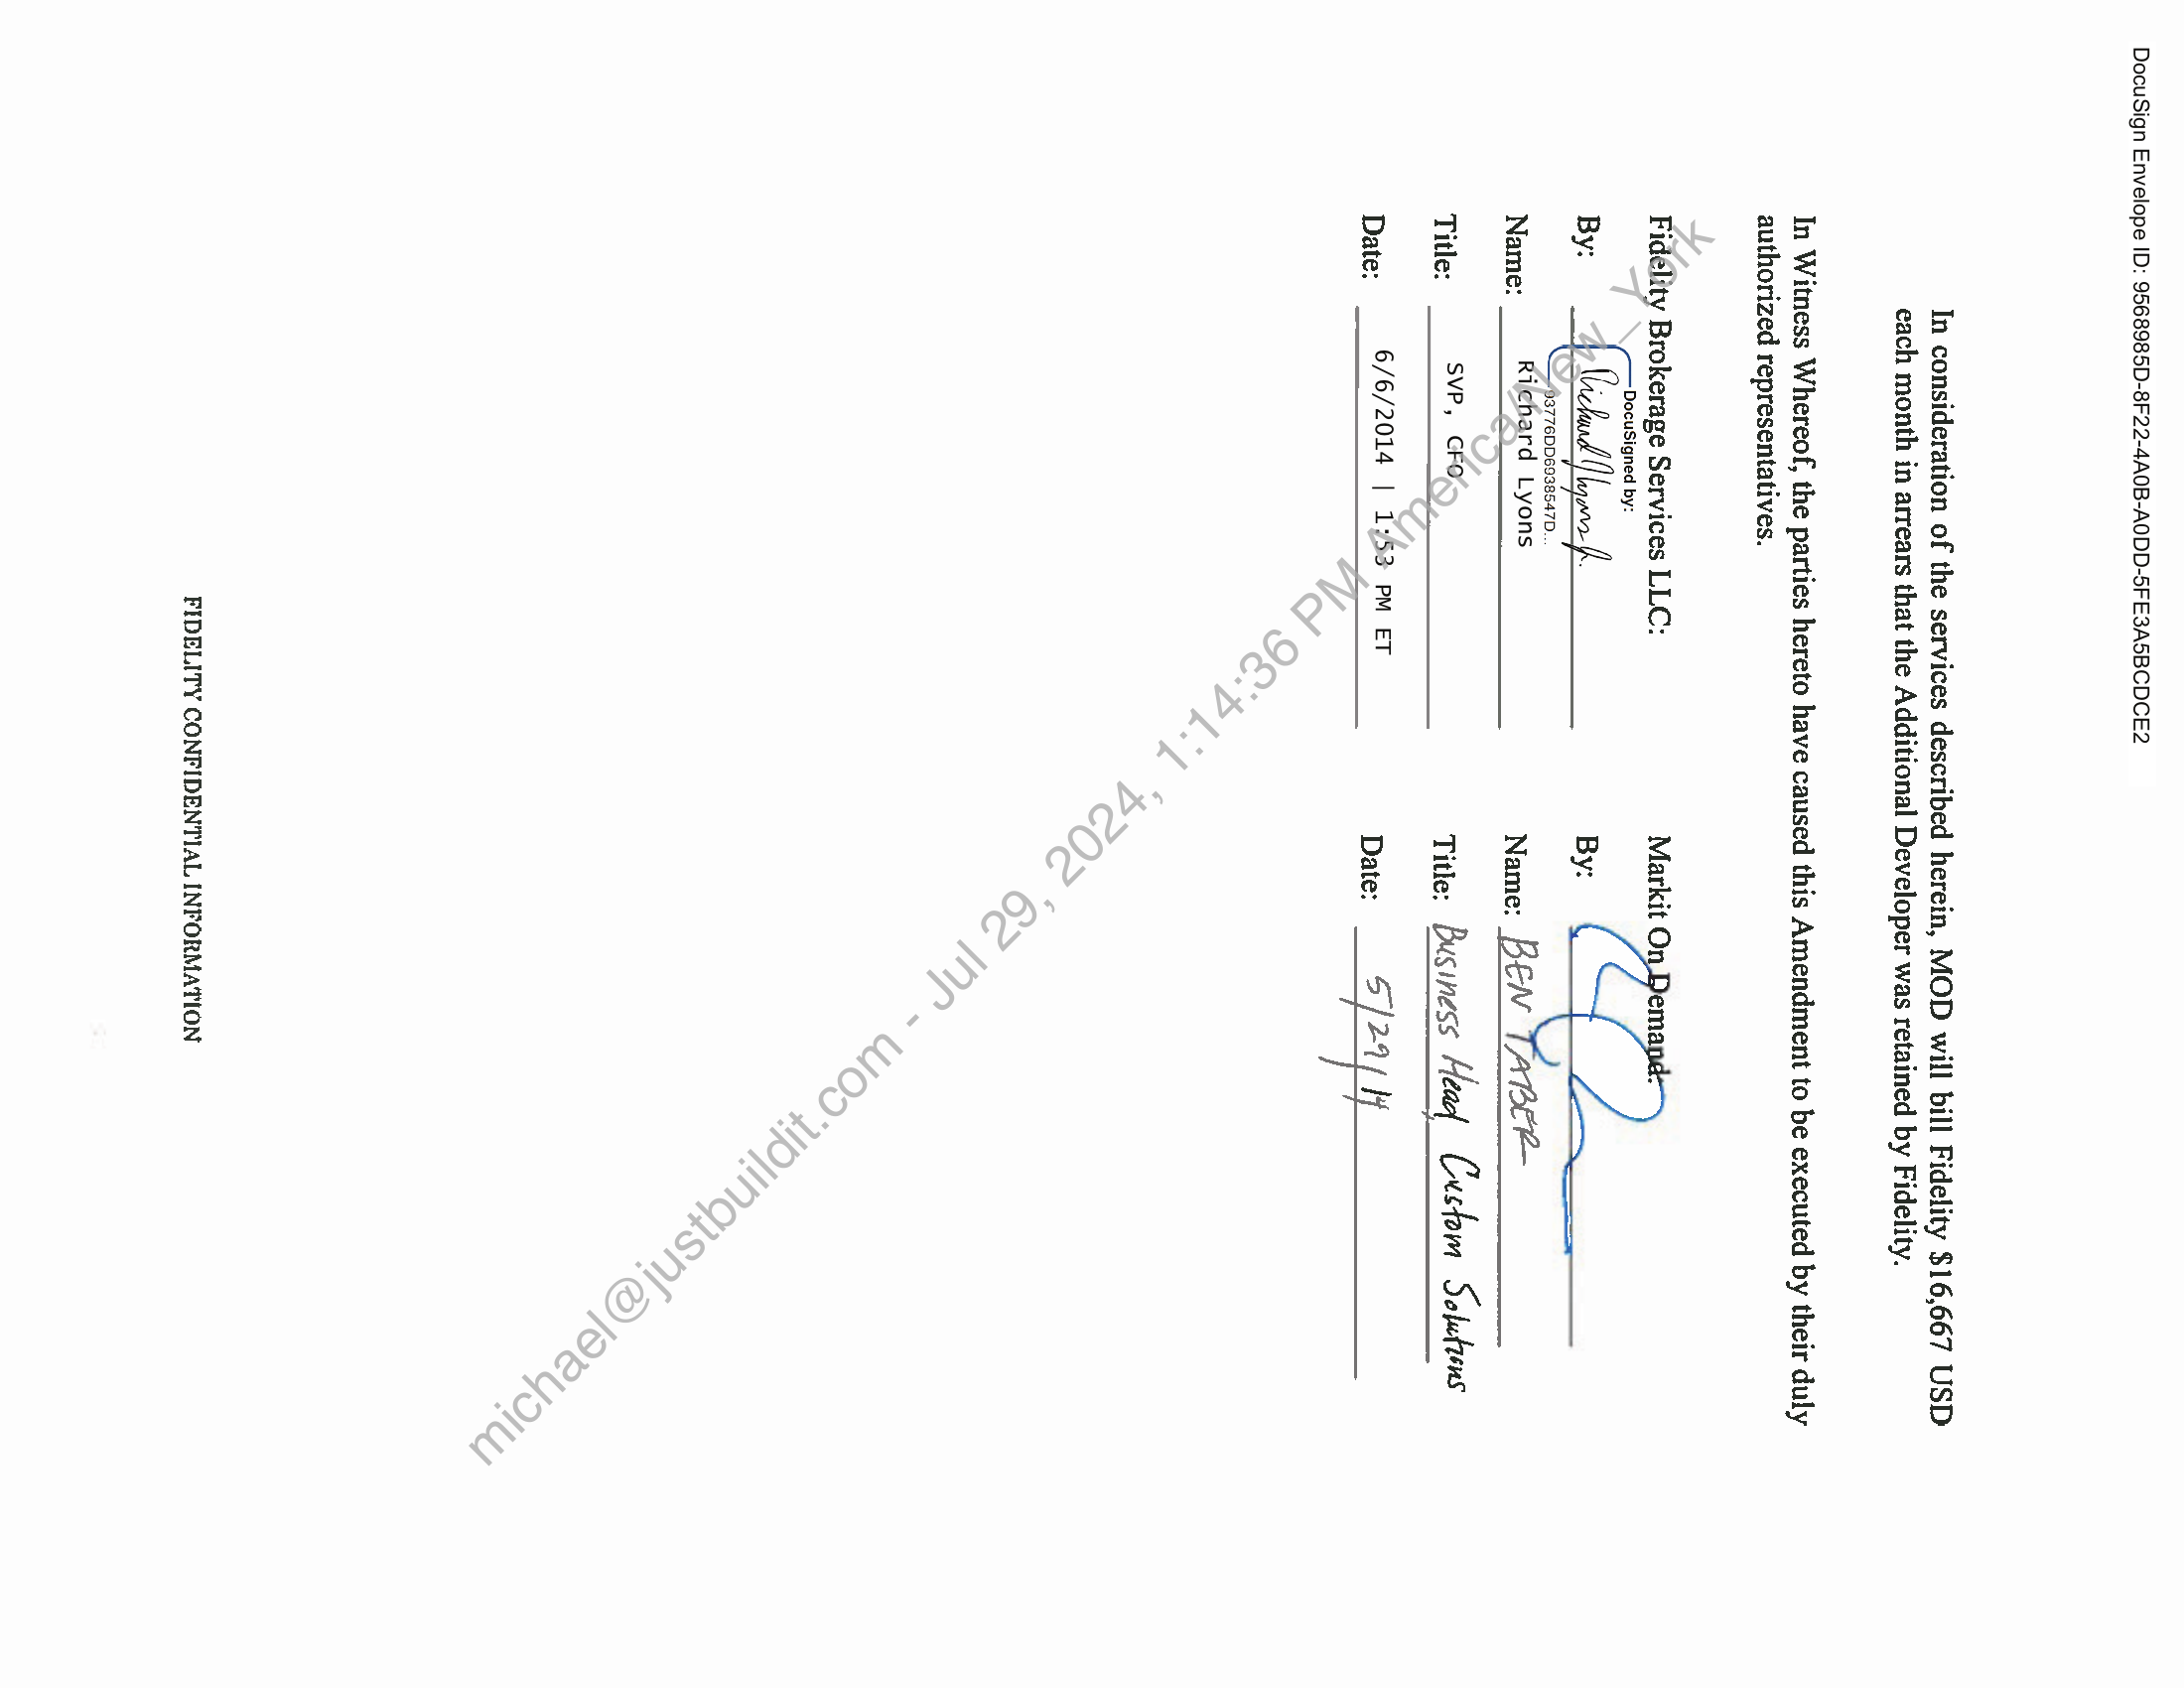 DocuSign Envelope ID: 9568985D-8F22-4A0B-A0DD-5FE3A5BCDCE2
In consideration of the services described herein, MOD will bill Fidelity $16,667 USD
each month in arrears that the Additional Developer was retained by Fidelity.
In Witness Whereof, the parties hereto have caused this Amendment to be executed by their duly
authorized representatives.
Fidelity Brokerage Services LLC:
DocuSigned by:
By: Richard Lyons Jr.
93776DD6938547D...
Name: Richard Lyons
Title: SVP, CFO
Date: 6/6/2014 | 1:53 PM ET
Markit On Demand:
By:
Name: BEN TABER
Title: Business Head, Custom Solutions
Date: 5/29/14
michael@justbuildit.com - Jul 29, 2024, 1:14:36 PM America/New_York
FIDELITY CONFIDENTIAL INFORMATION